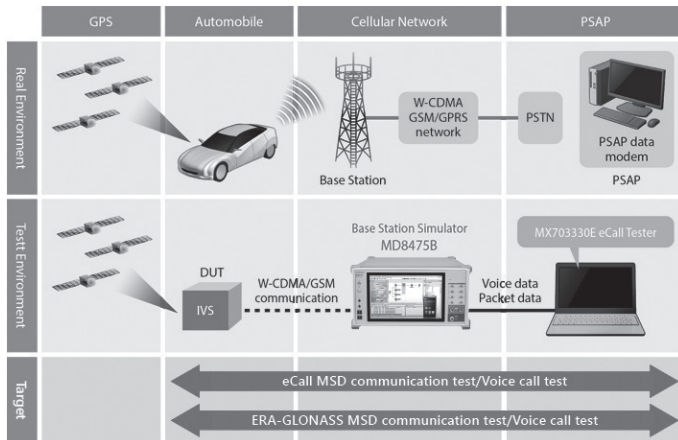 GPS
Automobile
Cellular Network
PSAP
Real Environment
W-CDMA
GSM/GPRS
network
PSTN
PSAP data
modem
Base Station
PSAP
Testt Environment
Base Station Simulator
MD8475B
MX703330E eCall Tester
DUT
IVS
W-CDMA/GSM
communication
Voice data
Packet data
Target
eCall MSD communication test/Voice call test
ERA-GLONASS MSD communication test/Voice call test